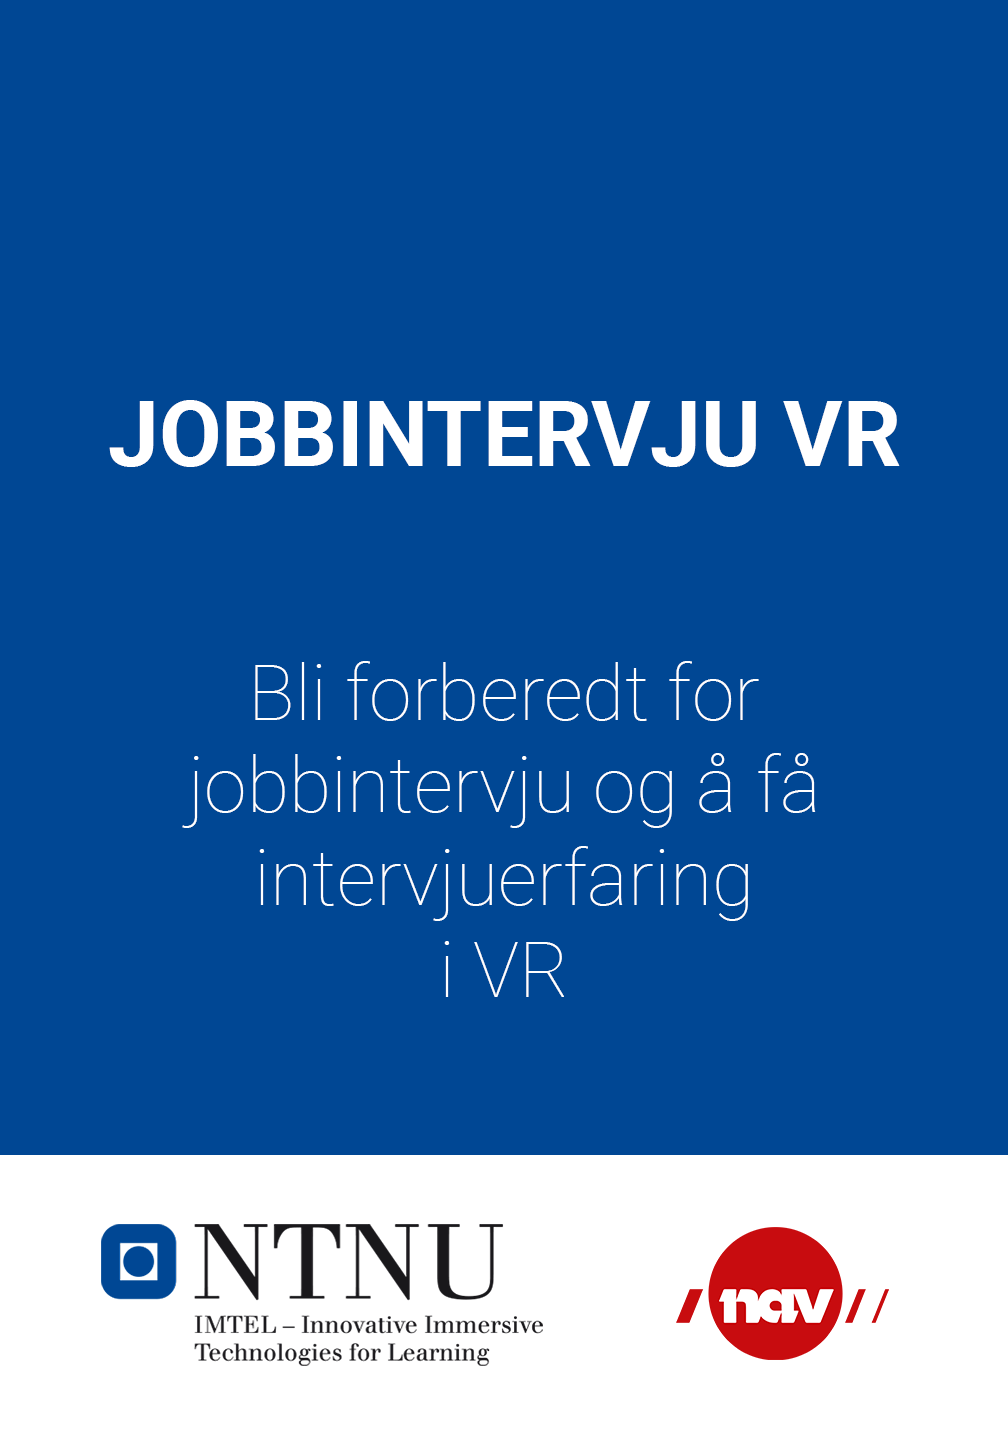 JOBBINTERVJU VR
Bli forberedt for
jobbintervju og å få
intervjuerfaring
i VR
NTNU
IMTEL – Innovative Immersive
Technologies for Learning
nav